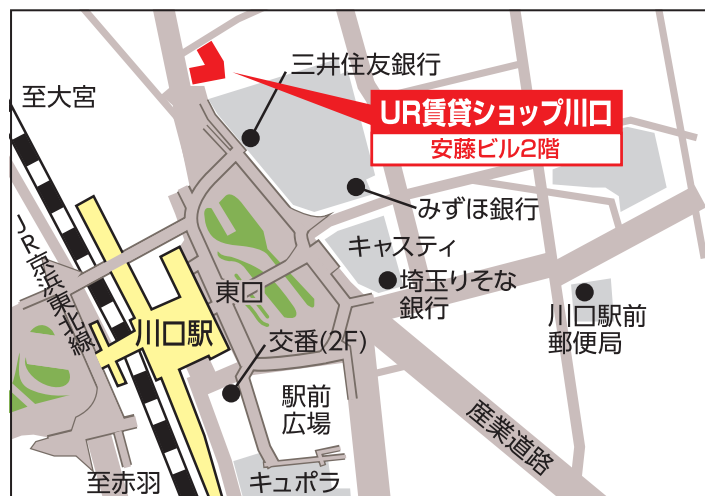 三井住友銀行
至大宮
UR賃貸ショップ川口
安藤ビル2階
みずほ銀行
キャスティ
JR京浜東北線
東口
埼玉りそな
銀行
川口駅
交番(2F)
川口駅前
郵便局
駅前
広場
産業道路
至赤羽
キュポラ